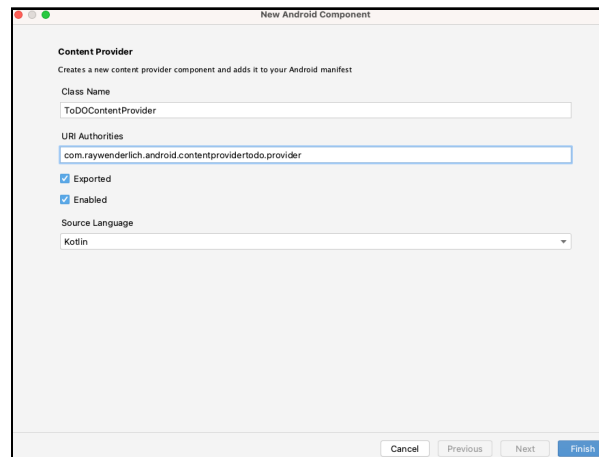 New Android Component
Content Provider
Creates a new content provider component and adds it to your Android manifest
Class Name
ToDOContentProvider
URI Authorities
com.raywenderlich.android.contentprovidertodo.provider
Exported
Enabled
Source Language
Kotlin
Cancel Previous Next Finish